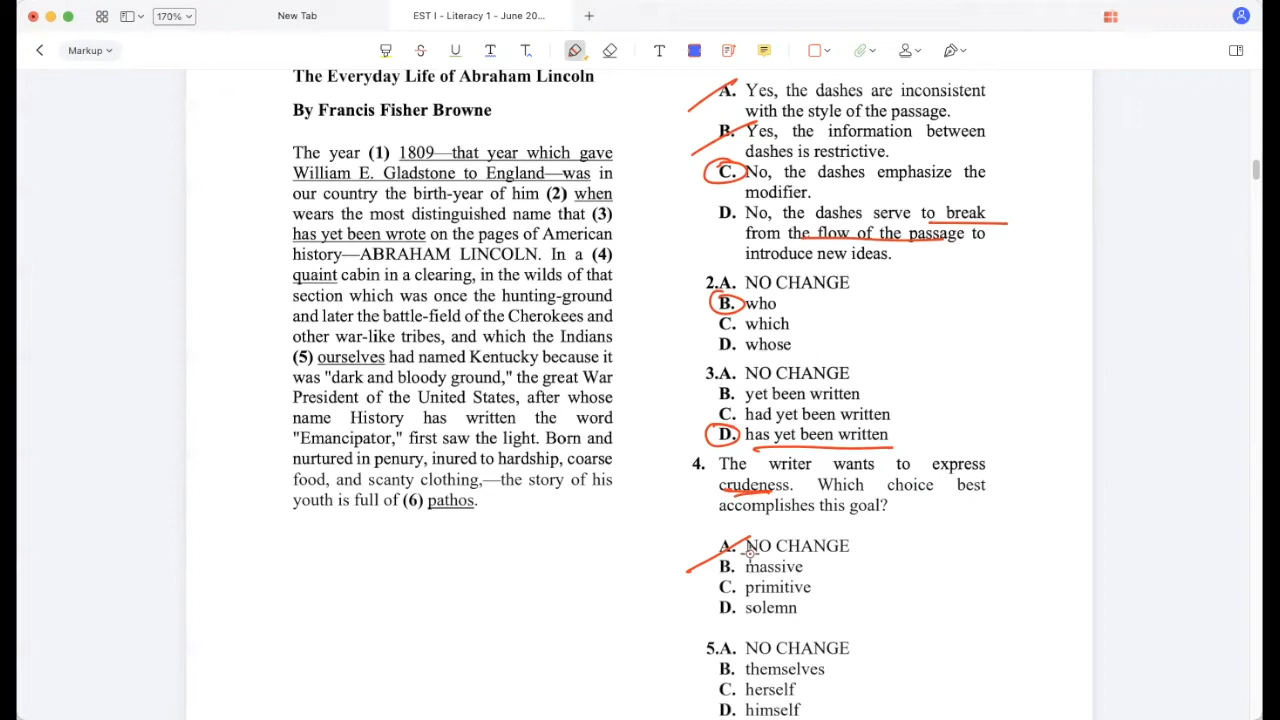 170%
New Tab
EST I - Literacy 1 - June 20...
Markup
The Everyday Life of Abraham Lincoln
By Francis Fisher Browne
The year (1) 1809—that year which gave
William E. Gladstone to England—was in
our country the birth-year of him (2) when
wears the most distinguished name that (3)
has yet been wrote on the pages of American
history—ABRAHAM LINCOLN. In a (4)
quaint cabin in a clearing, in the wilds of that
section which was once the hunting-ground
and later the battle-field of the Cherokees and
other war-like tribes, and which the Indians
(5) ourselves had named Kentucky because it
was "dark and bloody ground," the great War
President of the United States, after whose
name History has written the word
"Emancipator," first saw the light. Born and
nurtured in penury, inured to hardship, coarse
food, and scanty clothing,—the story of his
youth is full of (6) pathos.
A. Yes, the dashes are inconsistent
with the style of the passage.
B. Yes, the information between
dashes is restrictive.
C. No, the dashes emphasize the
modifier.
D. No, the dashes serve to break
from the flow of the passage to
introduce new ideas.
2.A. NO CHANGE
B. who
C. which
D. whose
3.A. NO CHANGE
B. yet been written
C. had yet been written
D. has yet been written
4. The writer wants to express
crudeness. Which choice best
accomplishes this goal?
A. NO CHANGE
B. massive
C. primitive
D. solemn
5.A. NO CHANGE
B. themselves
C. herself
D. himself